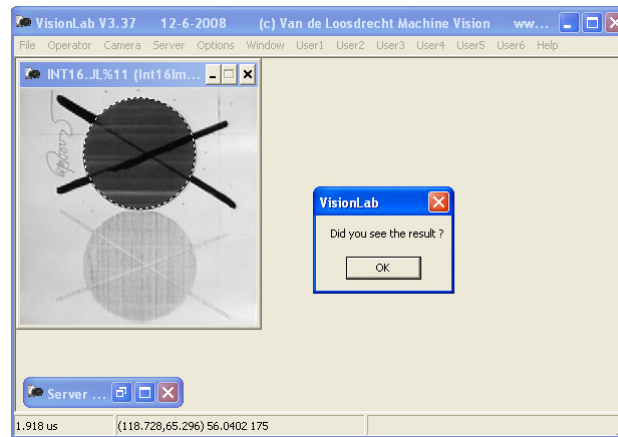 VisionLab V3.37 12-6-2008 (c) Van de Loosdrecht Machine Vision ww...
File Operator Camera Server Options Window User1 User2 User3 User4 User5 User6 Help
INT16.JL%11 (Int16Im...
VisionLab
Did you see the result ?
OK
Server ...
1.918 us (118.728,65.296) 56.0402 175